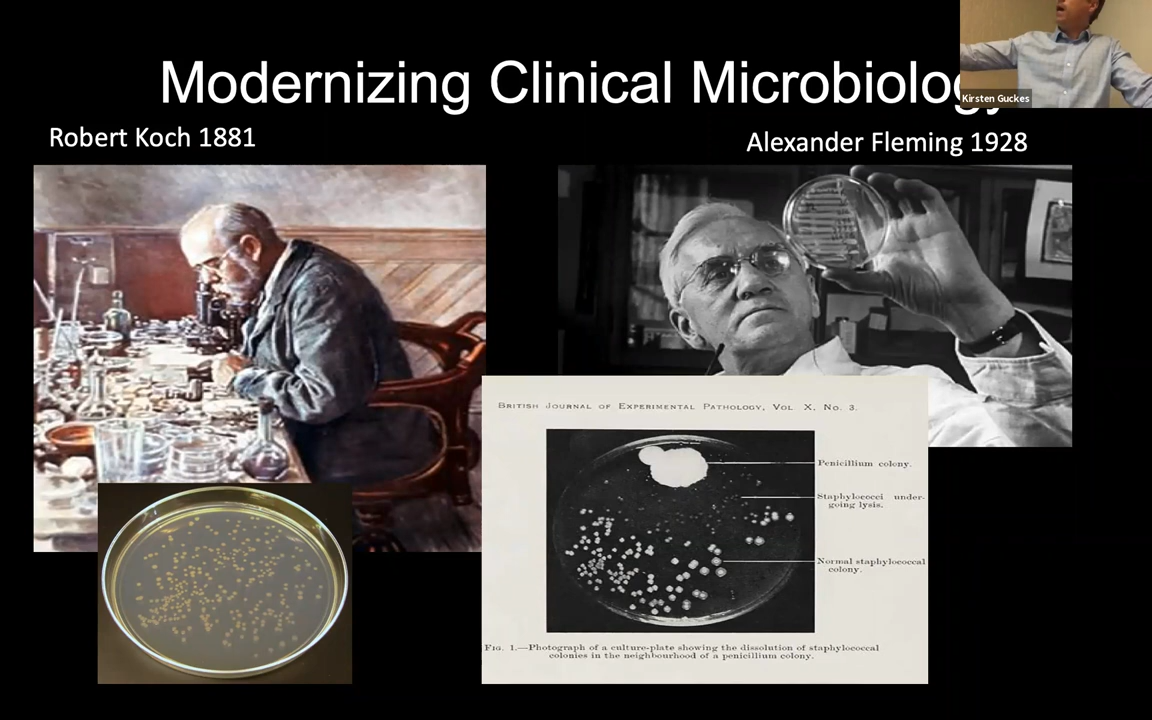 Modernizing Clinical Microbiology
Kirsten Guckes
Robert Koch 1881
Alexander Fleming 1928
British Journal of Experimental Pathology, Vol. X, No. 3.
Penicillium colony.
Staphylococci under-
going lysis.
Normal staphylococcal
colony.
Fig. 1.—Photograph of a culture-plate showing the dissolution of staphylococcal
colonies in the neighbourhood of a penicillium colony.